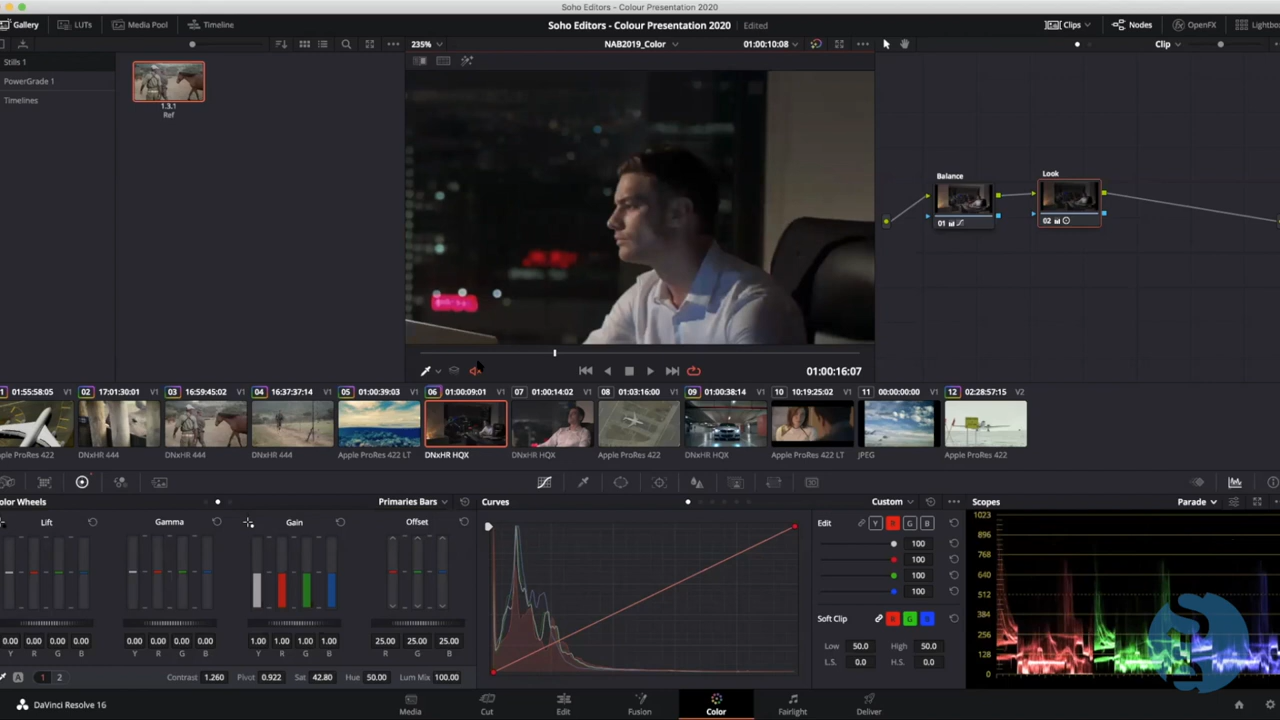 Soho Editors - Colour Presentation 2020
Gallery LUTs Media Pool Timeline Soho Editors - Colour Presentation 2020 Edited Clips Nodes OpenFX Lightbo
235% NAB2019_Color 01:00:10:08 Clip
Stills 1
PowerGrade 1
Timelines
1.3.1
Ref
Balance Look
01 02
01:00:16:07
1 01:55:58:05 V1 02 17:01:30:01 V1 03 16:59:45:02 V1 04 16:37:37:14 V1 05 01:00:39:03 V1 06 01:00:09:01 V1 07 01:00:14:02 V1 08 03:16:00:00 V1 09 01:00:38:14 V1 10 10:19:25:02 V1 11 00:00:00:00 V1 12 02:28:57:15 V2
Apple ProRes 422 DNxHR 444 DNxHR 444 DNxHR 444 Apple ProRes 422 LT DNxHR HQX DNxHR HQX Apple ProRes 422 DNxHR HQX Apple ProRes 422 LT JPEG Apple ProRes 422
olor Wheels Primaries Bars Curves Custom Scopes Parade
Lift Gamma Gain Offset
Edit Y R G B
100
100
100
100
Soft Clip R G B
Low 50.0 High 50.0
L.S. 0.0 H.S. 0.0
0.00 0.00 0.00 0.00 0.00 0.00 0.00 0.00 1.00 1.00 1.00 1.00 25.00 25.00 25.00
Y R G B Y R G B Y R G B R G B
A 1 2 Contrast 1.260 Pivot 0.922 Sat 42.80 Hue 50.00 Lum Mix 100.00
1023
896
768
640
512
384
256
128
0
DaVinci Resolve 16 Media Cut Edit Fusion Color Fairlight Deliver